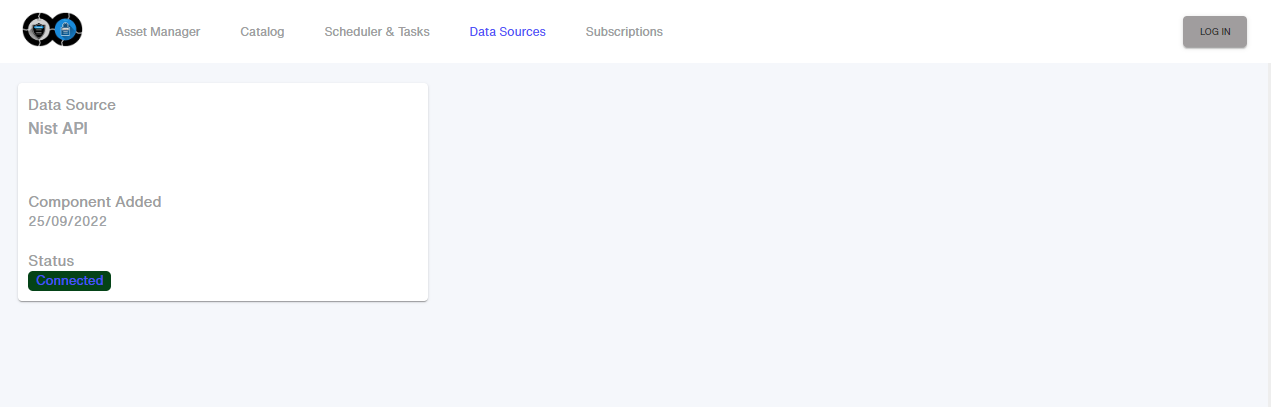 Asset Manager Catalog Scheduler & Tasks Data Sources Subscriptions LOG IN
Data Source
Nist API
Component Added
25/09/2022
Status
Connected